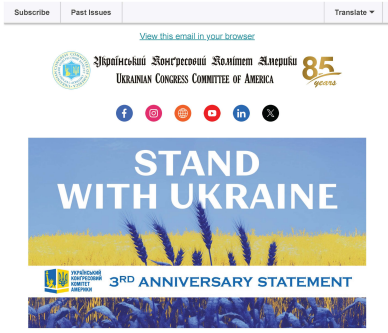 Subscribe
Past Issues
Translate
View this email in your browser
Український Конґресовий Комітет Америки
Ukrainian Congress Committee of America
85
years
STAND
WITH UKRAINE
УКРАЇНСЬКИЙ
КОНГРЕСОВИЙ
КОМІТЕТ
АМЕРИКИ
3RD ANNIVERSARY STATEMENT